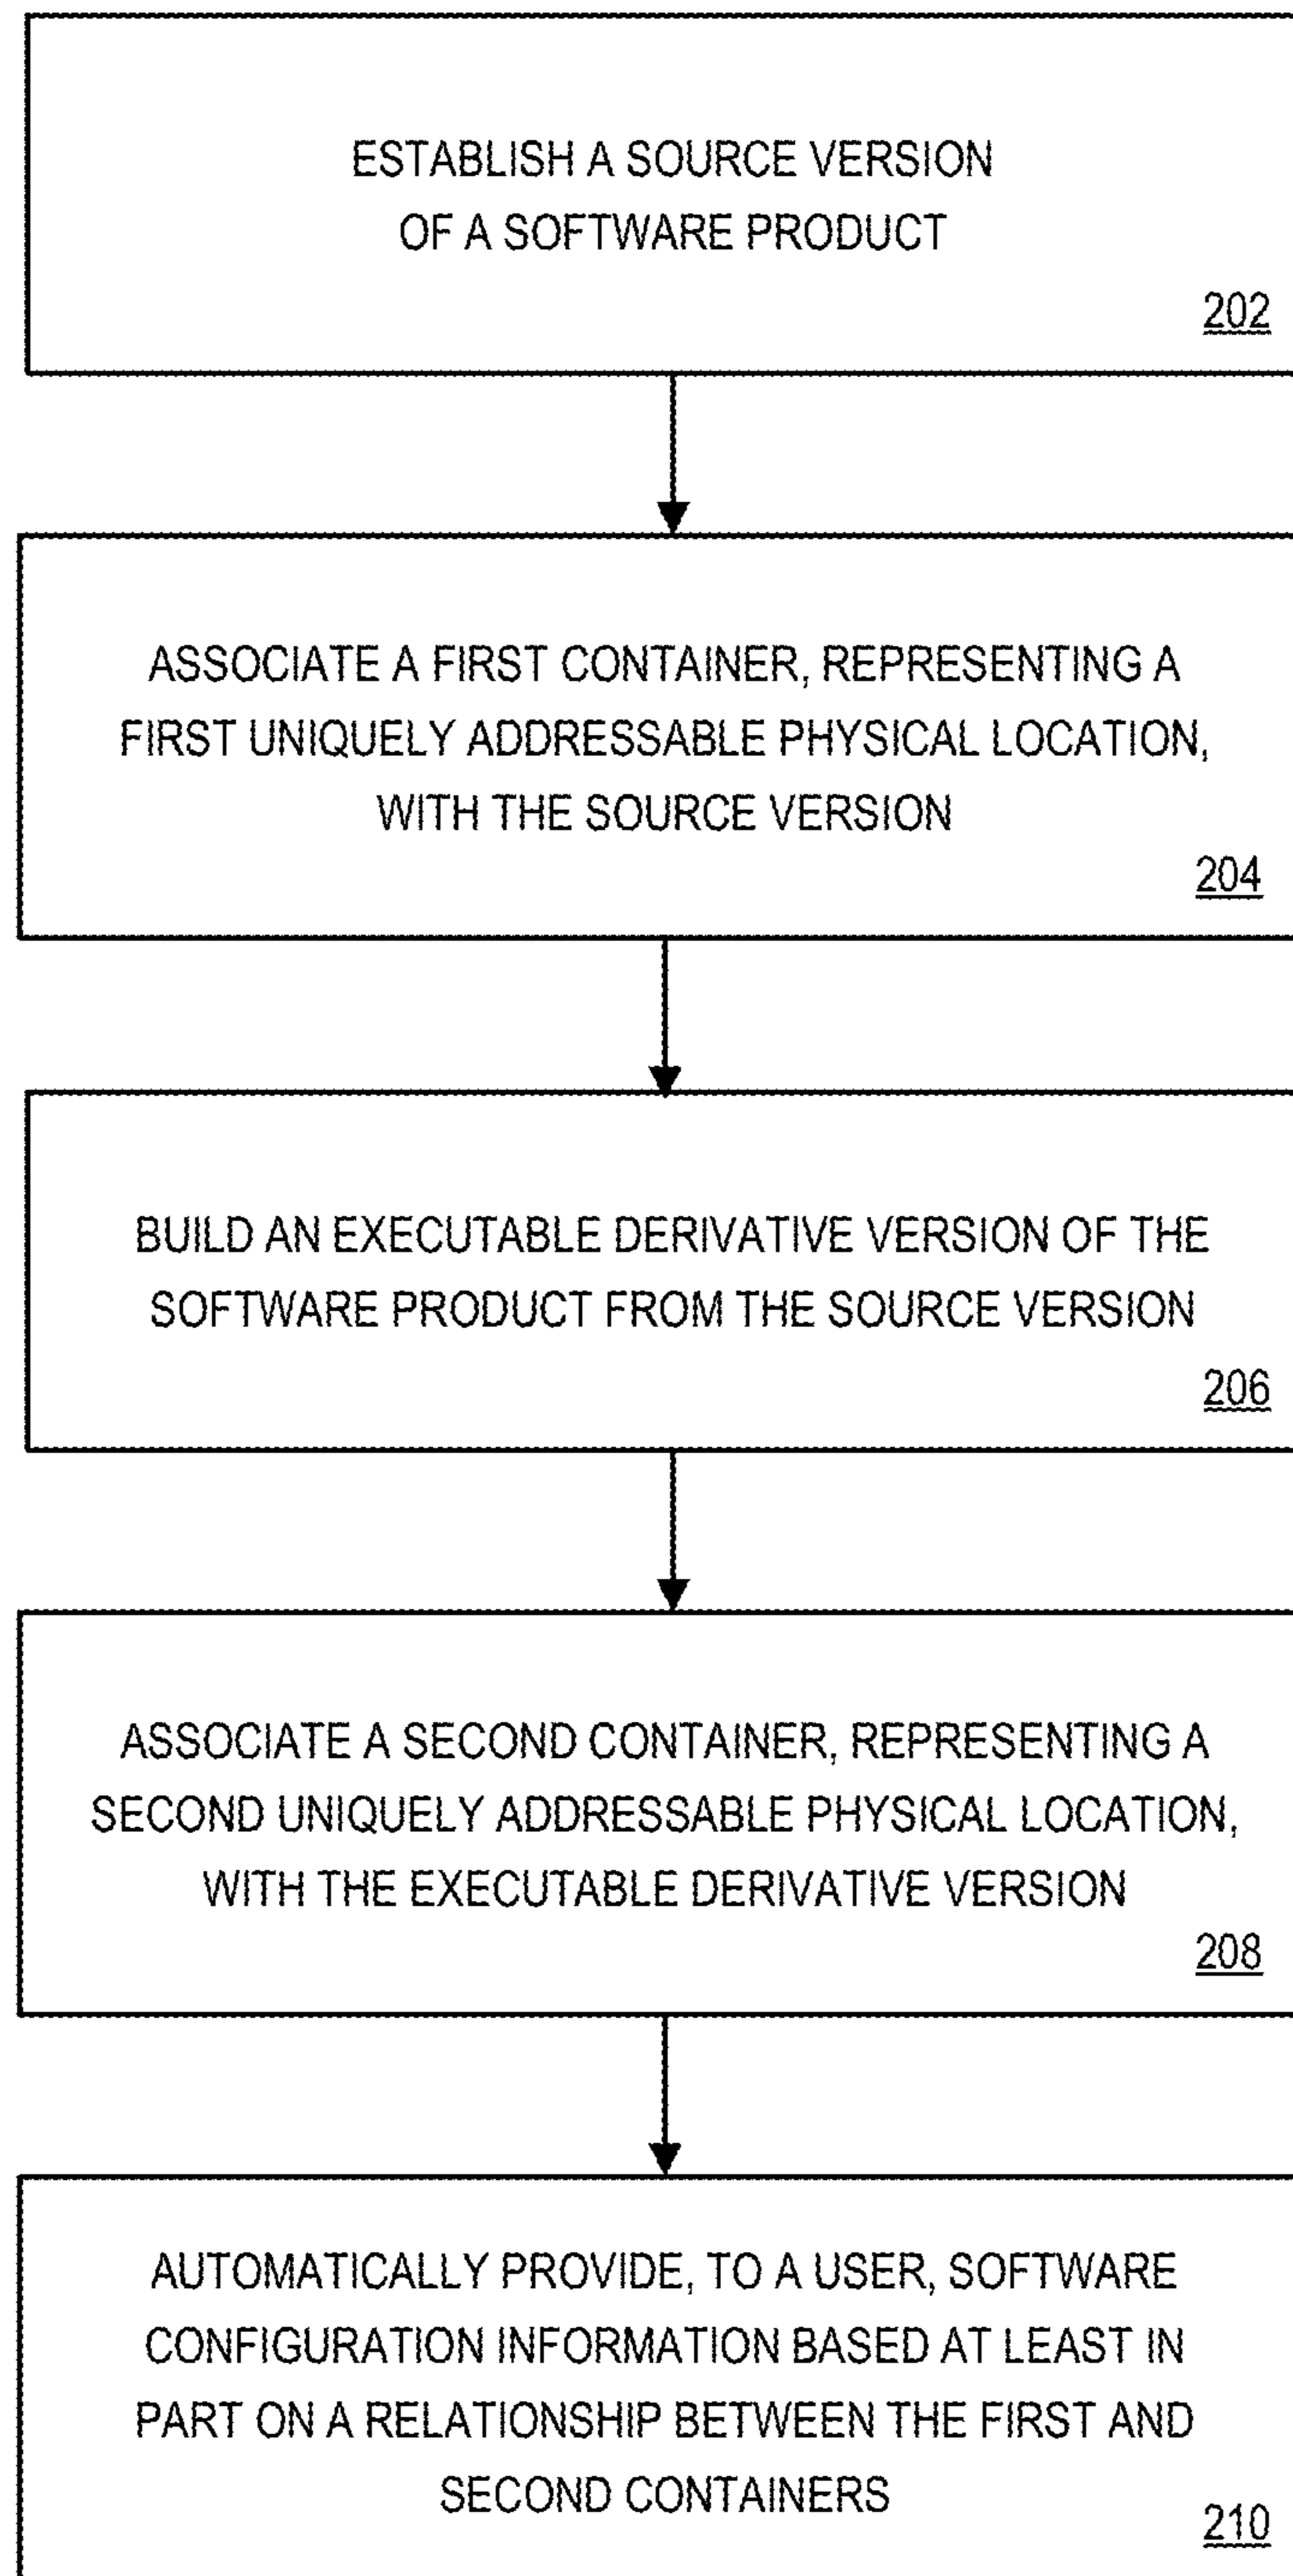 ESTABLISH A SOURCE VERSION
OF A SOFTWARE PRODUCT
202
ASSOCIATE A FIRST CONTAINER, REPRESENTING A
FIRST UNIQUELY ADDRESSABLE PHYSICAL LOCATION,
WITH THE SOURCE VERSION
204
BUILD AN EXECUTABLE DERIVATIVE VERSION OF THE
SOFTWARE PRODUCT FROM THE SOURCE VERSION
206
ASSOCIATE A SECOND CONTAINER, REPRESENTING A
SECOND UNIQUELY ADDRESSABLE PHYSICAL LOCATION,
WITH THE EXECUTABLE DERIVATIVE VERSION
208
AUTOMATICALLY PROVIDE, TO A USER, SOFTWARE
CONFIGURATION INFORMATION BASED AT LEAST IN
PART ON A RELATIONSHIP BETWEEN THE FIRST AND
SECOND CONTAINERS
210